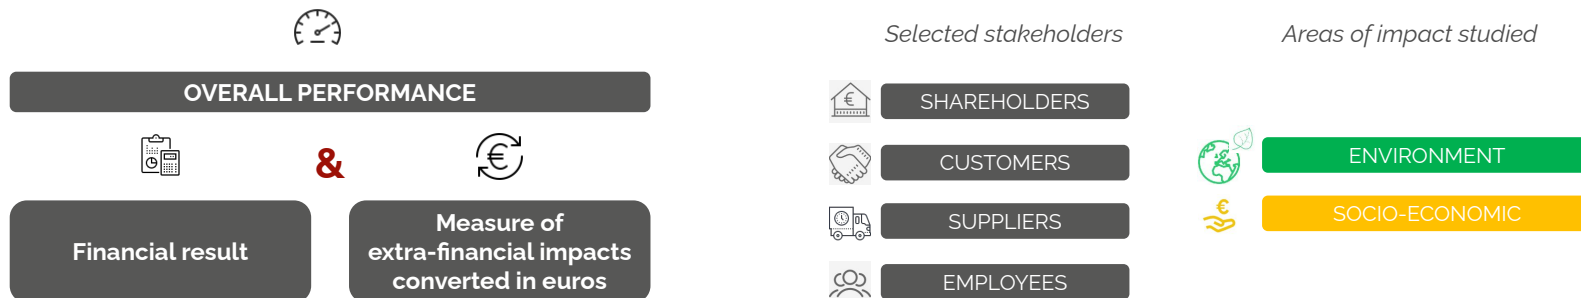 OVERALL PERFORMANCE
&
Financial result
Measure of
extra-financial impacts
converted in euros
Selected stakeholders
€
SHAREHOLDERS
CUSTOMERS
SUPPLIERS
EMPLOYEES
Areas of impact studied
ENVIRONMENT
€
SOCIO-ECONOMIC